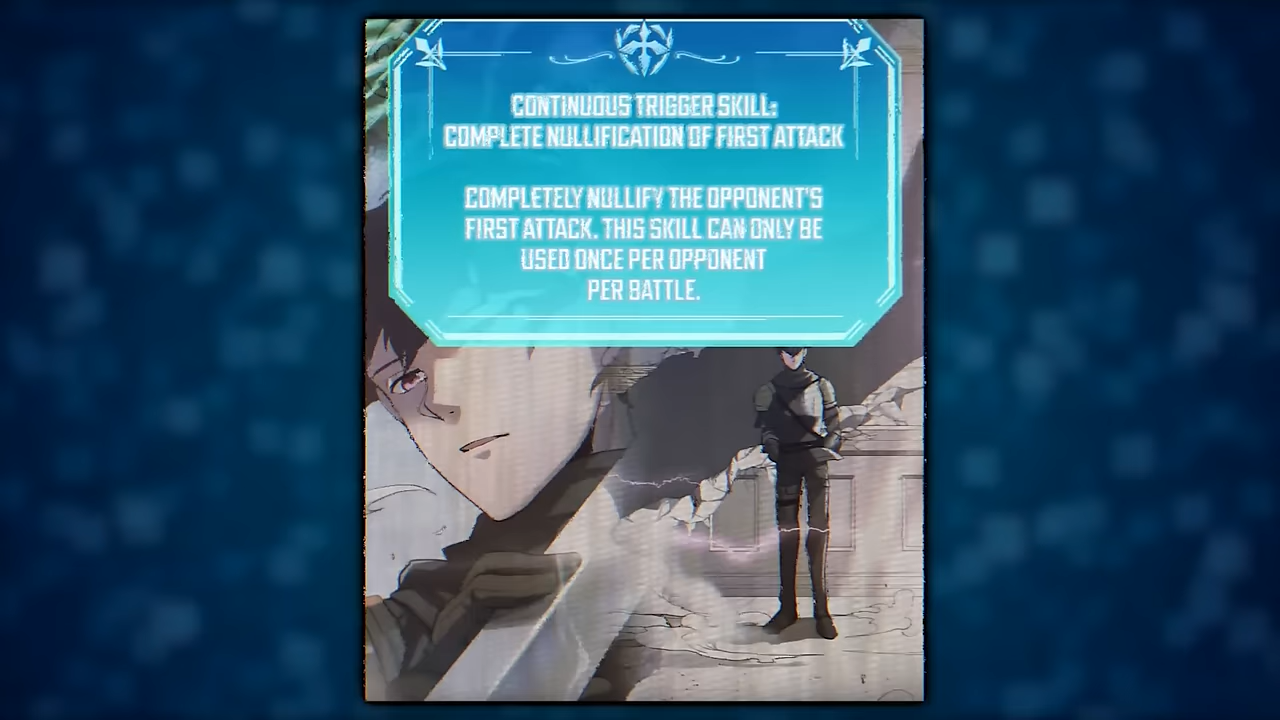 CONTINUOUS TRIGGER SKILL:
COMPLETE NULLIFICATION OF FIRST ATTACK
COMPLETELY NULLIFY THE OPPONENT'S
FIRST ATTACK. THIS SKILL CAN ONLY BE
USED ONCE PER OPPONENT
PER BATTLE.